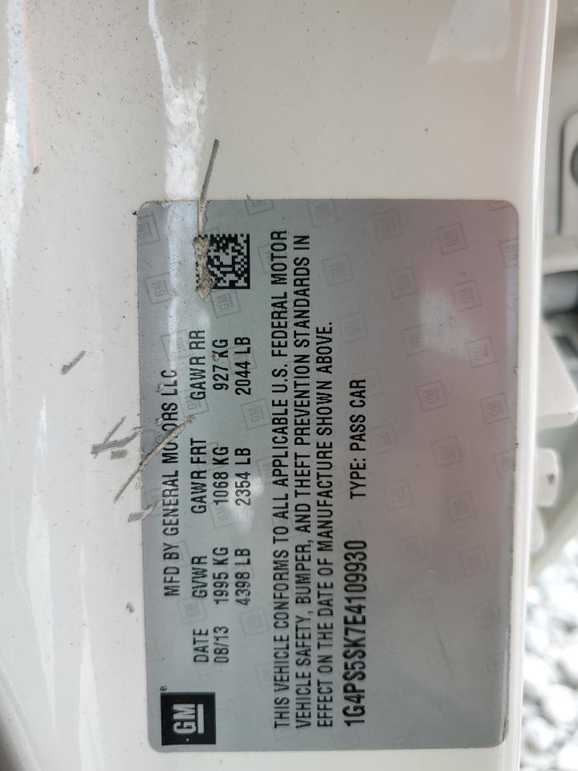 GM
MFD BY GENERAL MOTORS LLC
DATE GVWR GAWR FRT GAWR RR
08/13 1995 KG 1068 KG 927 KG
4398 LB 2354 LB 2044 LB
THIS VEHICLE CONFORMS TO ALL APPLICABLE U.S. FEDERAL MOTOR
VEHICLE SAFETY, BUMPER, AND THEFT PREVENTION STANDARDS IN
EFFECT ON THE DATE OF MANUFACTURE SHOWN ABOVE.
1G4PS5SK7E4109930 TYPE: PASS CAR